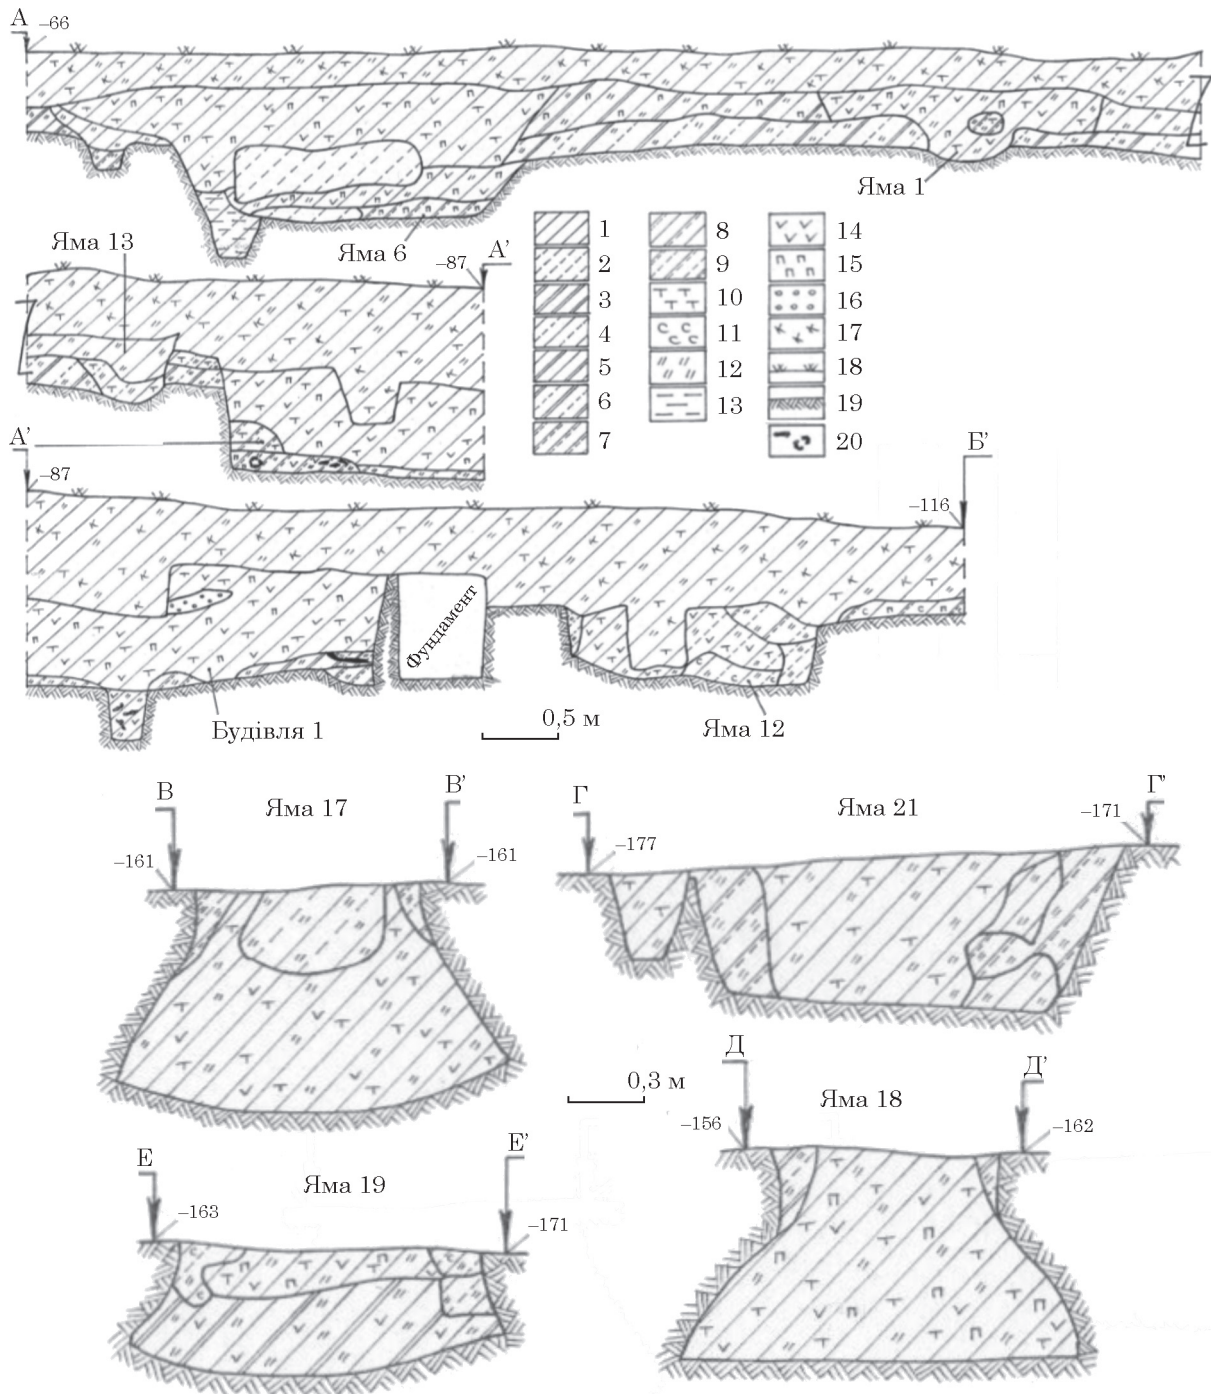 А
–66
Яма 1
Яма 6
Яма 13
–87
А’
1
2
3
4
5
6
7
8
9
10
11
12
13
14
15
16
17
18
19
20
А’
–87
Б’
–116
Фундамент
Будівля 1
0,5 м
Яма 12
В
В’
Яма 17
–161
–161
Г
Г’
Яма 21
–177
–171
0,3 м
Д
Д’
Яма 18
–156
–162
Е
Е’
Яма 19
–163
–171